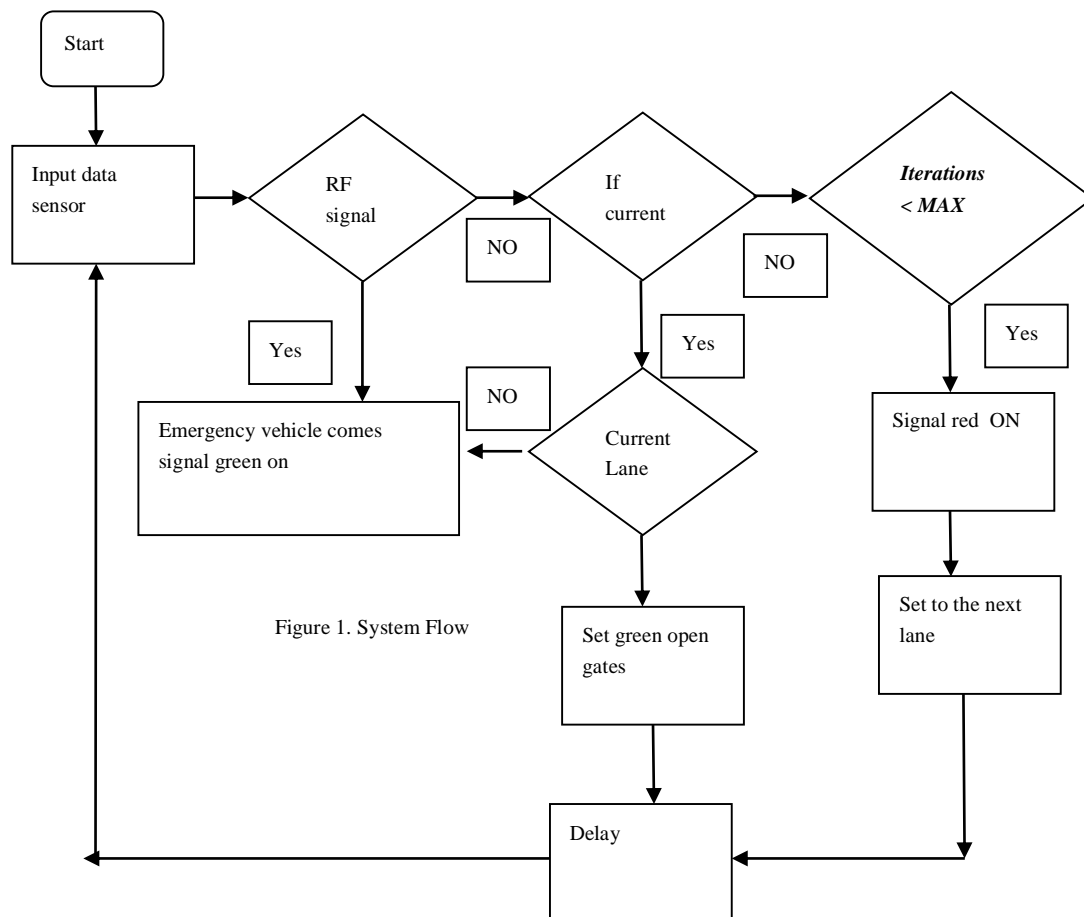 Start
Input data
sensor
RF
signal
If
current
Iterations
< MAX
NO
NO
Yes
Yes
Yes
NO
Emergency vehicle comes
signal green on
Current
Lane
Signal red  ON
Set to the next
lane
Figure 1. System Flow
Set green open
gates
Delay